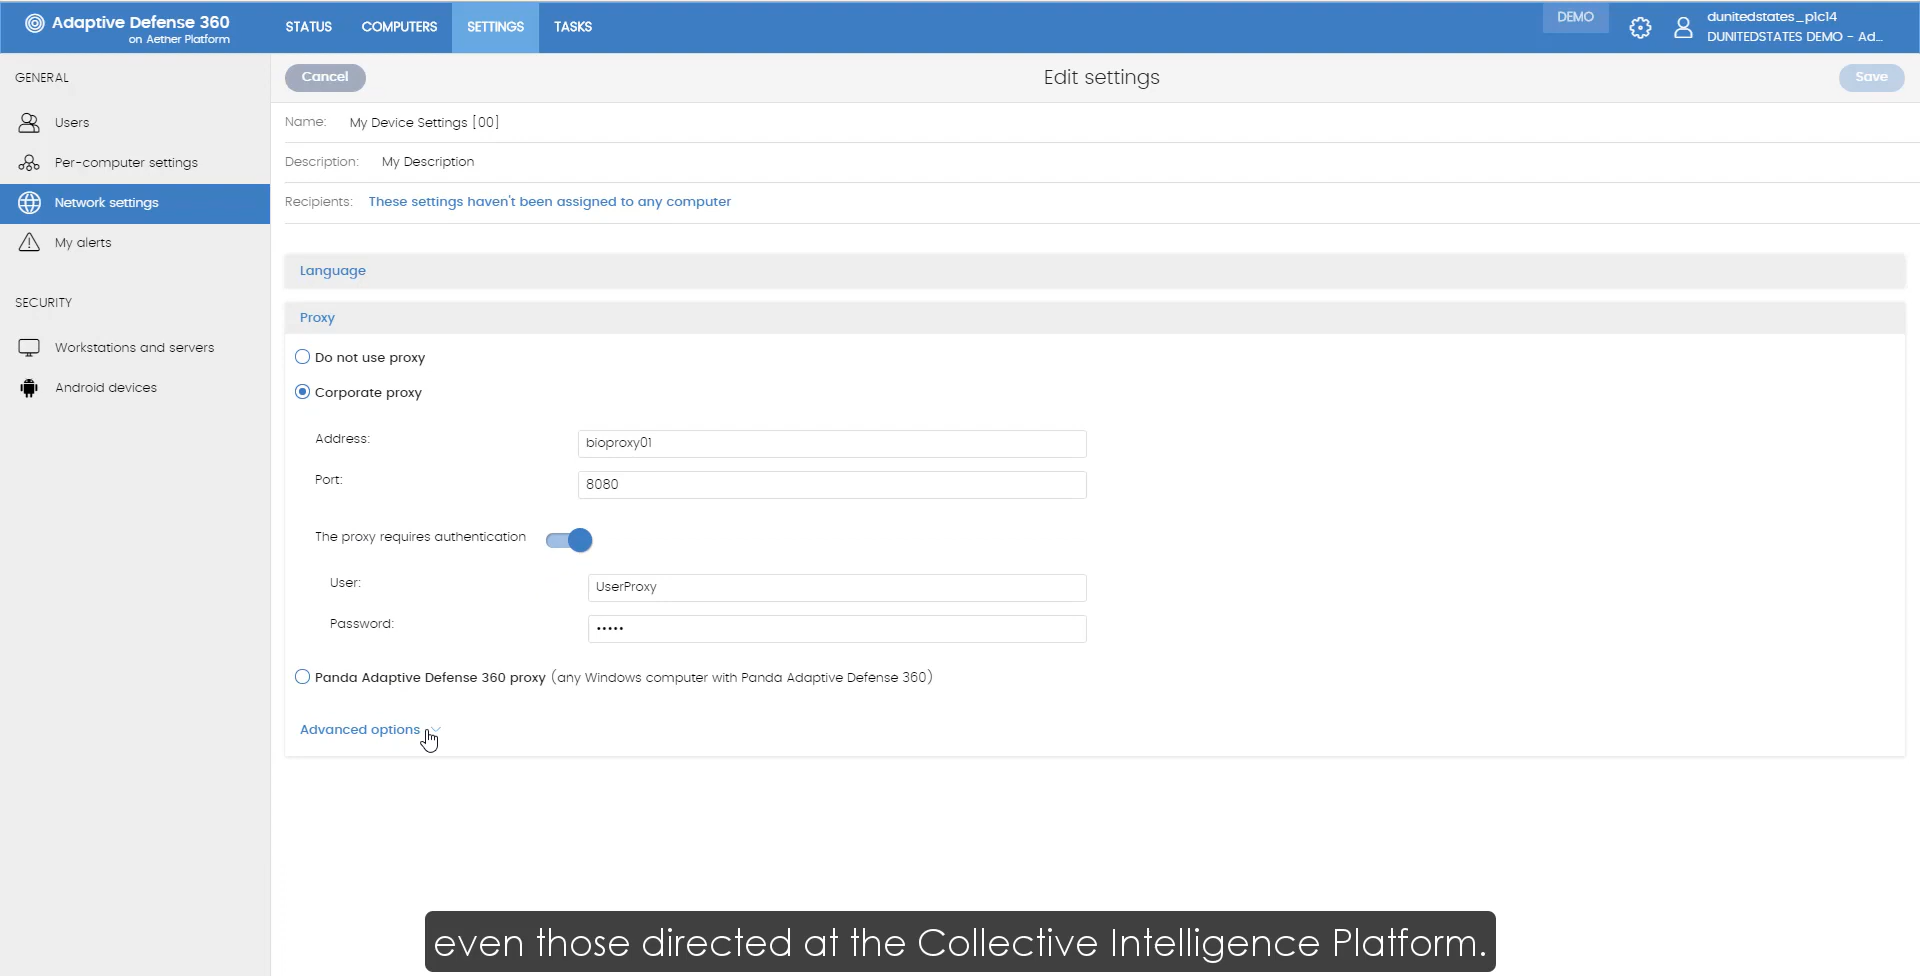 Adaptive Defense 360
on Aether Platform
STATUS COMPUTERS SETTINGS TASKS
DEMO
dunitedstates_p1c14
DUNITEDSTATES DEMO - Ad...
GENERAL
Users
Per-computer settings
Network settings
My alerts
SECURITY
Workstations and servers
Android devices
Cancel
Edit settings
Save
Name: My Device Settings [00]
Description: My Description
Recipients: These settings haven't been assigned to any computer
Language
Proxy
Do not use proxy
Corporate proxy
Address: bioproxy01
Port: 8080
The proxy requires authentication
User: UserProxy
Password: •••••
Panda Adaptive Defense 360 proxy (any Windows computer with Panda Adaptive Defense 360)
Advanced options
even those directed at the Collective Intelligence Platform.